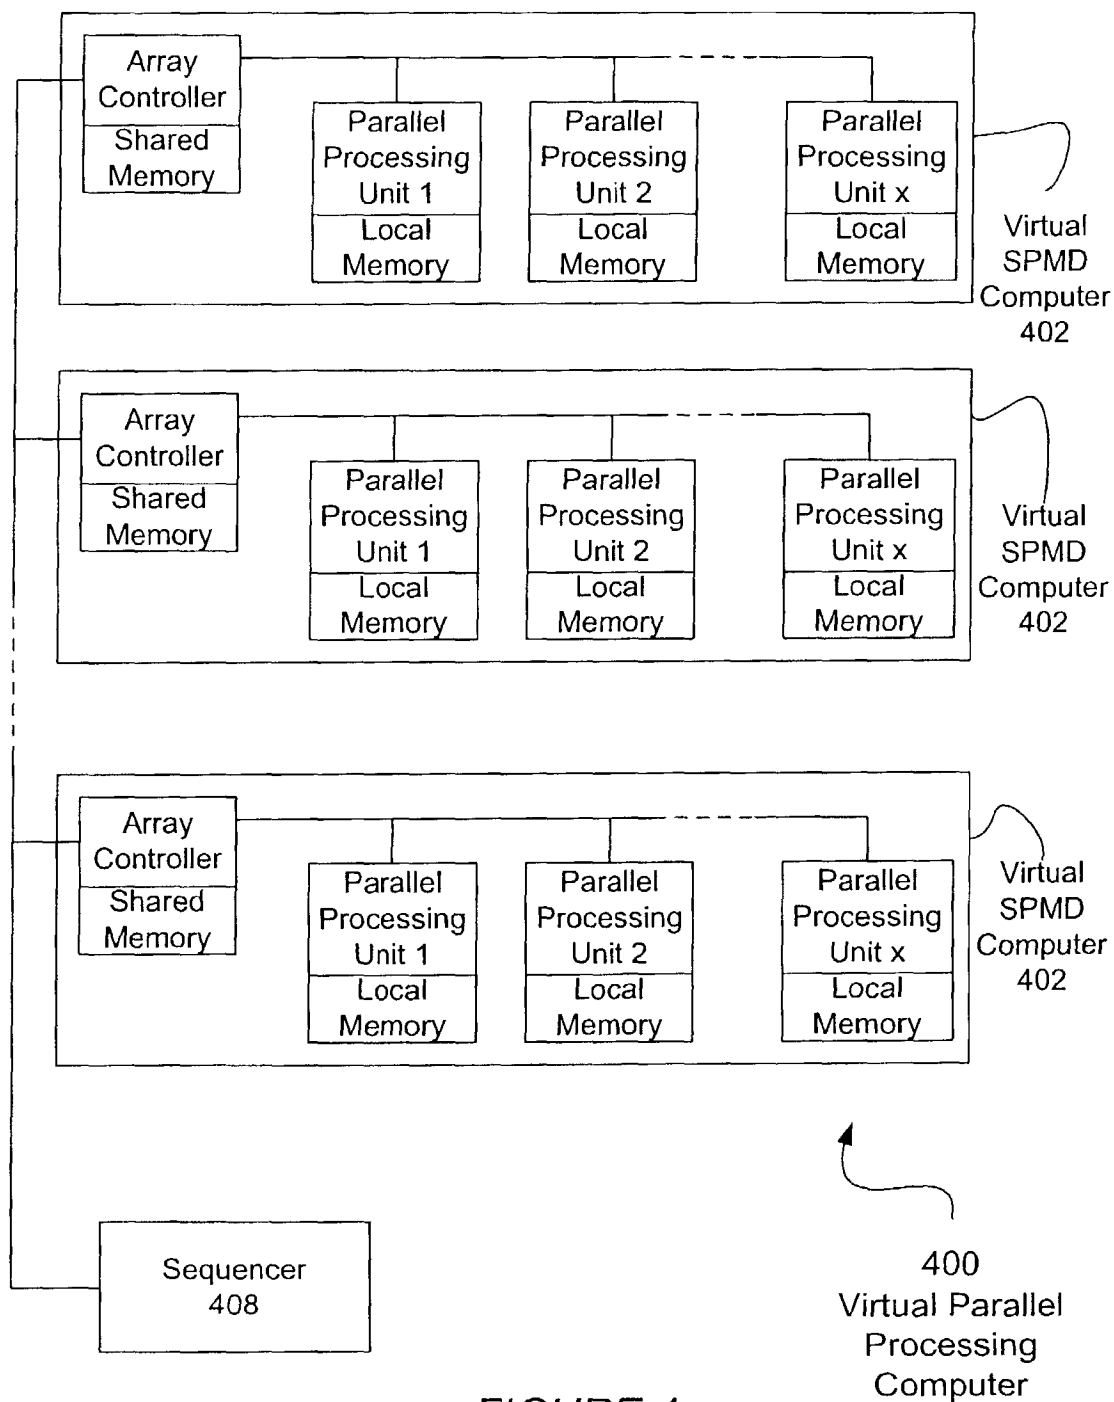 Array
Controller
Shared
Memory
Parallel
Processing
Unit 1
Local
Memory
Parallel
Processing
Unit 2
Local
Memory
Parallel
Processing
Unit x
Local
Memory
Virtual
SPMD
Computer
402
Array
Controller
Shared
Memory
Parallel
Processing
Unit 1
Local
Memory
Parallel
Processing
Unit 2
Local
Memory
Parallel
Processing
Unit x
Local
Memory
Virtual
SPMD
Computer
402
Array
Controller
Shared
Memory
Parallel
Processing
Unit 1
Local
Memory
Parallel
Processing
Unit 2
Local
Memory
Parallel
Processing
Unit x
Local
Memory
Virtual
SPMD
Computer
402
Sequencer
408
400
Virtual Parallel
Processing
Computer